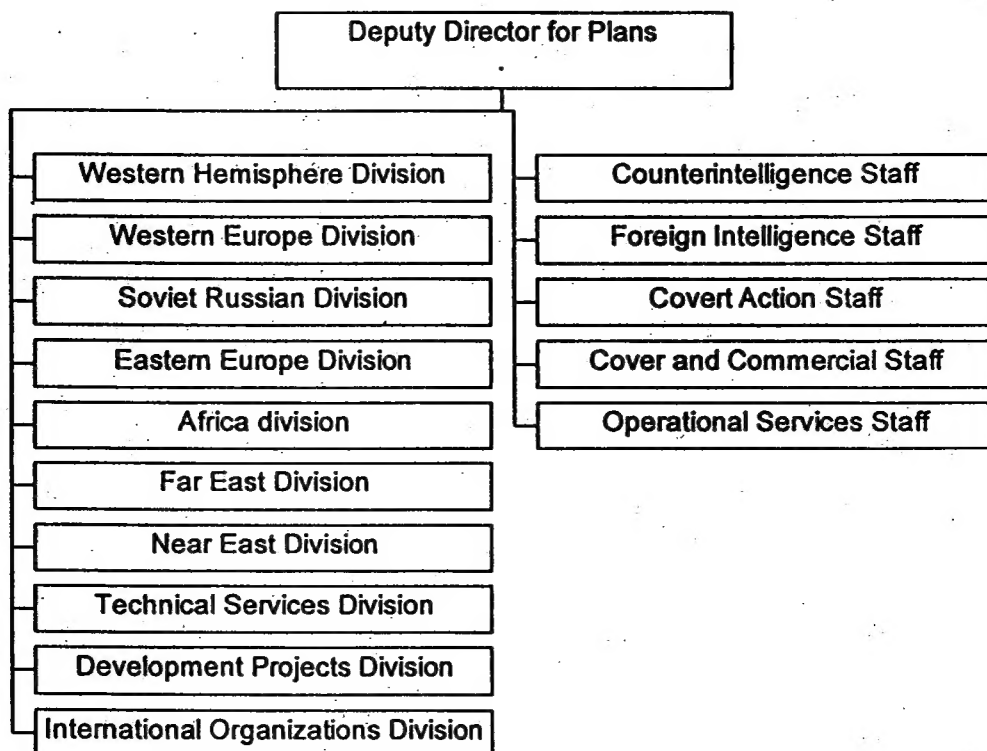 Deputy Director for Plans
Western Hemisphere Division
Western Europe Division
Soviet Russian Division
Eastern Europe Division
Africa division
Far East Division
Near East Division
Technical Services Division
Development Projects Division
International Organizations Division
Counterintelligence Staff
Foreign Intelligence Staff
Covert Action Staff
Cover and Commercial Staff
Operational Services Staff